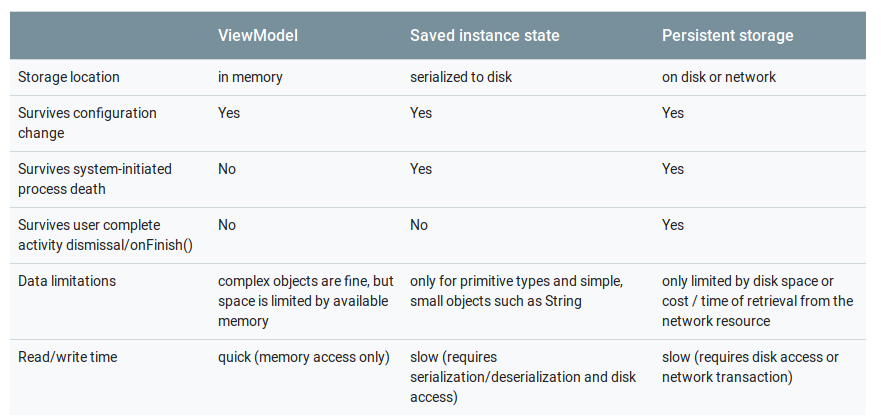 ViewModel Saved instance state Persistent storage
Storage location in memory serialized to disk on disk or network
Survives configuration Yes Yes Yes
change
Survives system-initiated No Yes Yes
process death
Survives user complete No No Yes
activity dismissal/onFinish()
Data limitations complex objects are fine, but only for primitive types and simple, only limited by disk space or
space is limited by available small objects such as String cost / time of retrieval from the
memory network resource
Read/write time quick (memory access only) slow (requires slow (requires disk access or
serialization/deserialization and disk network transaction)
access)